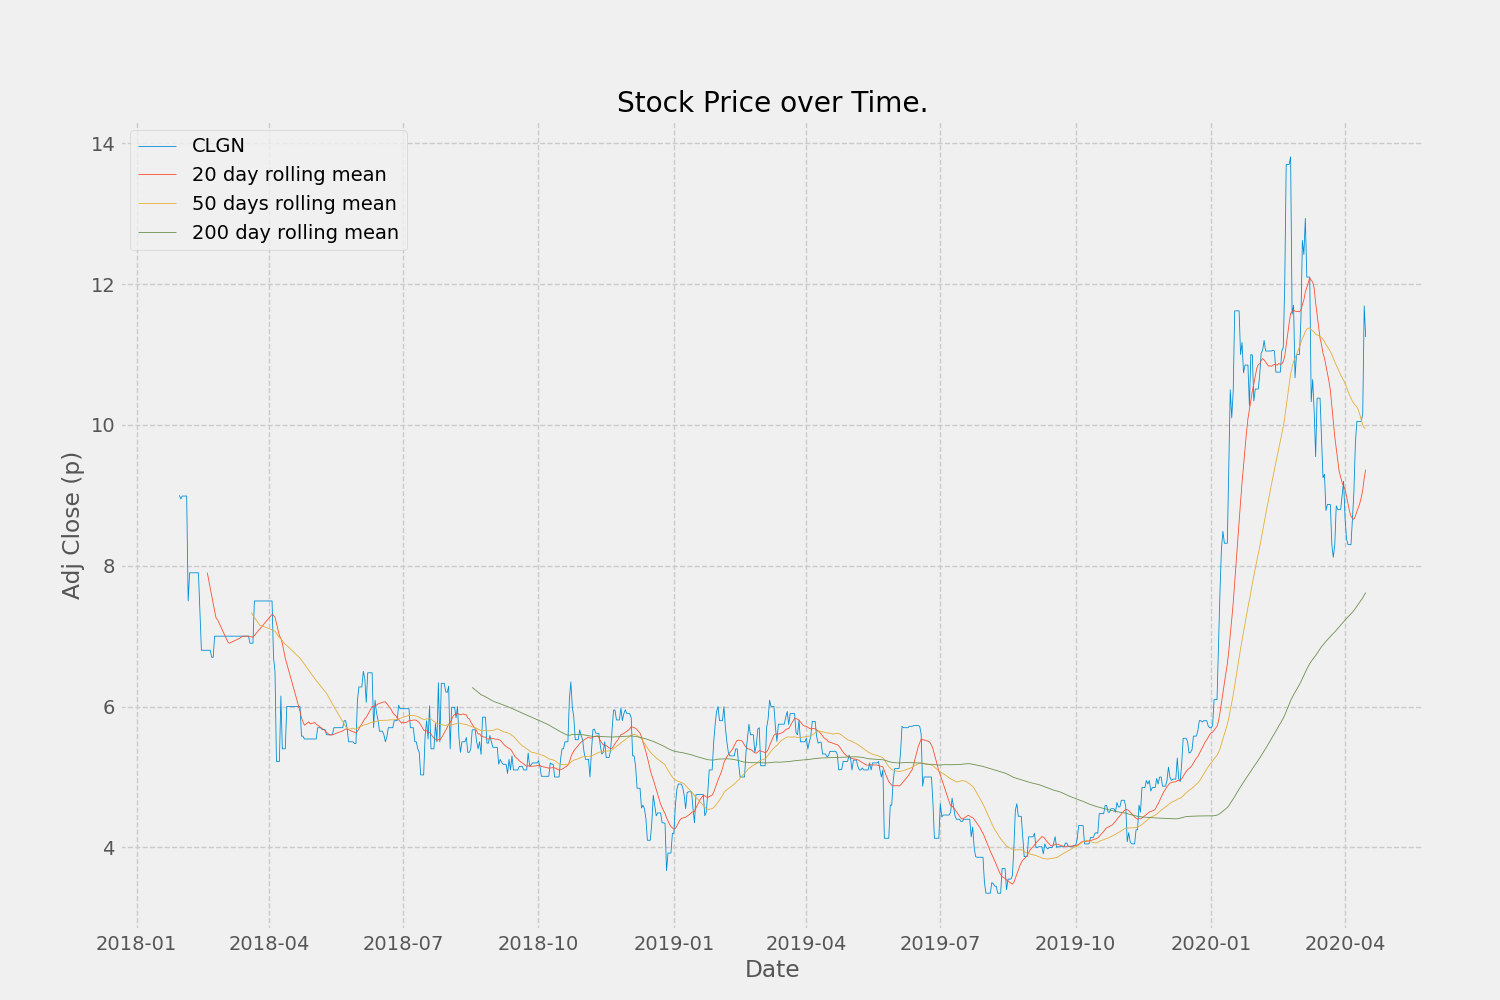 Stock Price over Time.
CLGN
20 day rolling mean
50 days rolling mean
200 day rolling mean
14
12
10
8
6
4
Adj Close (p)
2018-01 2018-04 2018-07 2018-10 2019-01 2019-04 2019-07 2019-10 2020-01 2020-04
Date